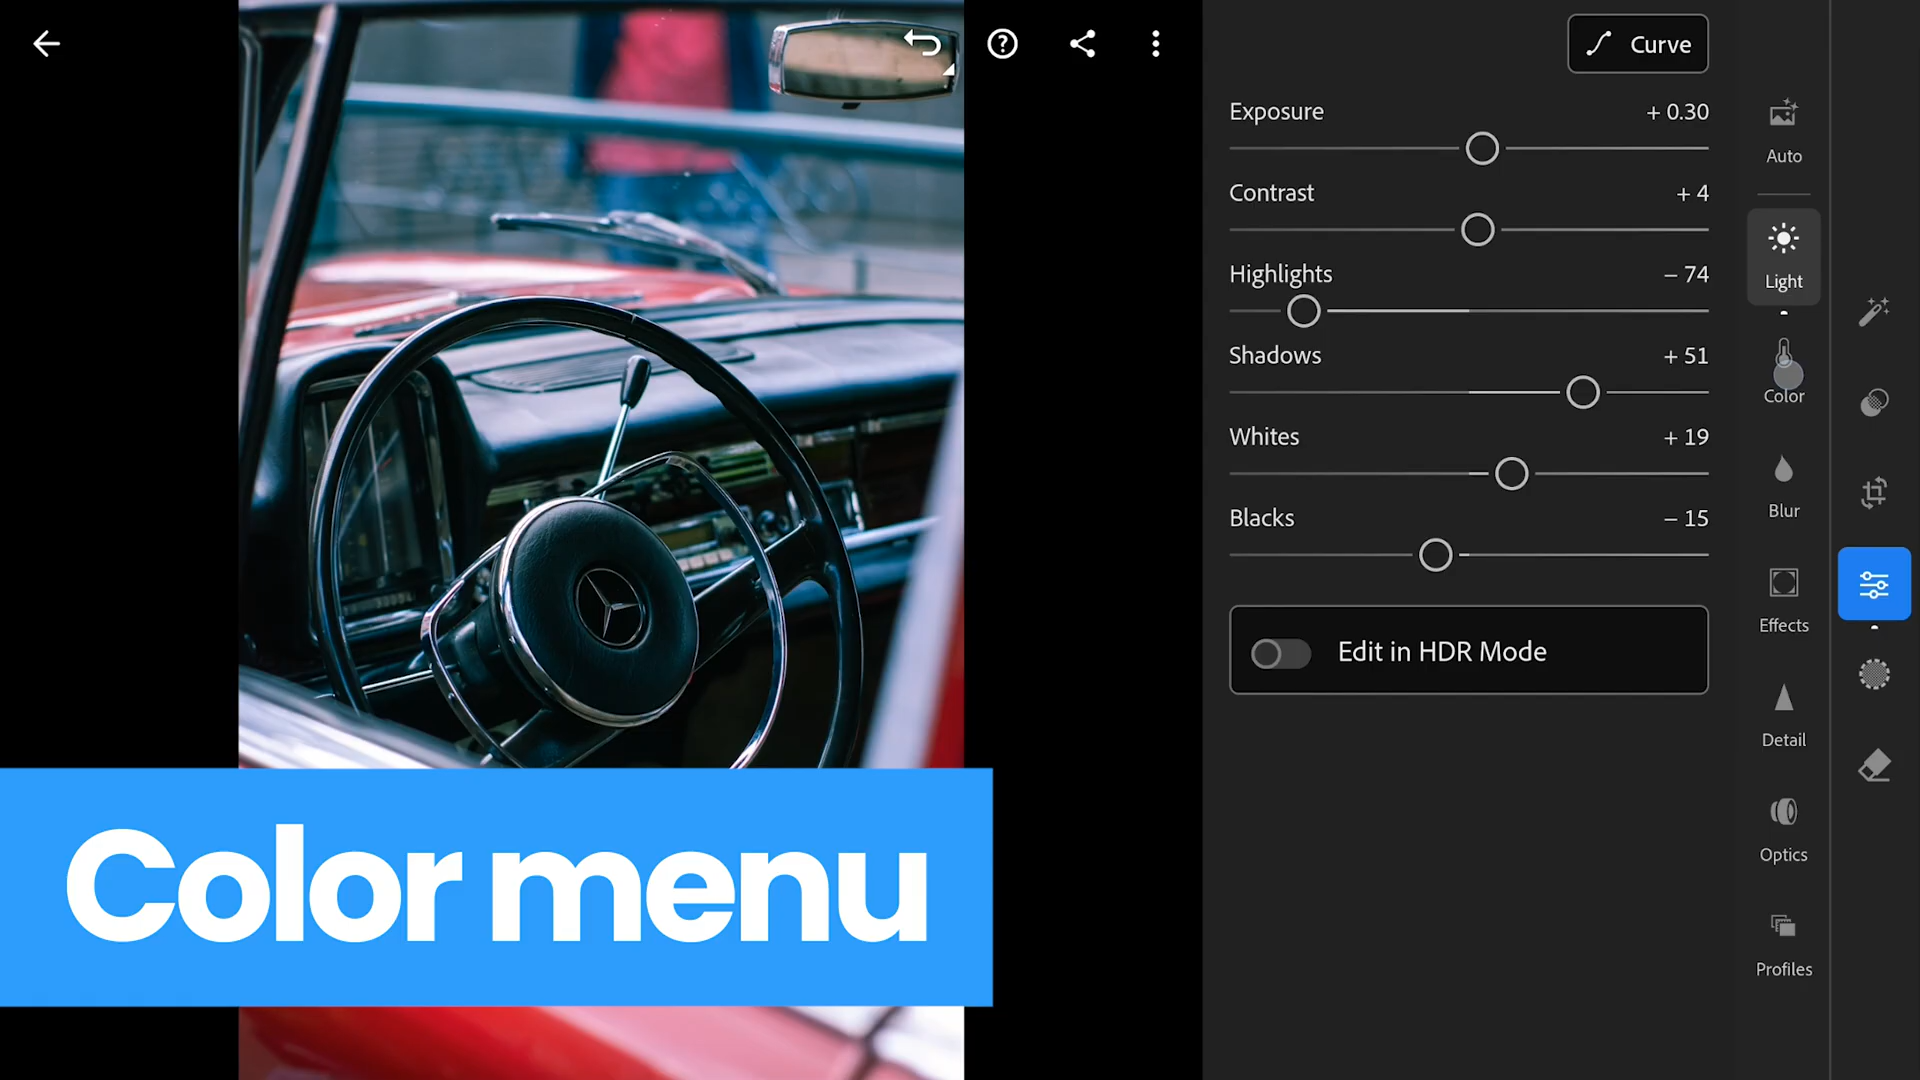 Curve
Exposure + 0.30
Contrast + 4
Highlights – 74
Shadows + 51
Whites + 19
Blacks – 15
Edit in HDR Mode
Auto
Light
Color
Blur
Effects
Detail
Optics
Profiles
Color menu